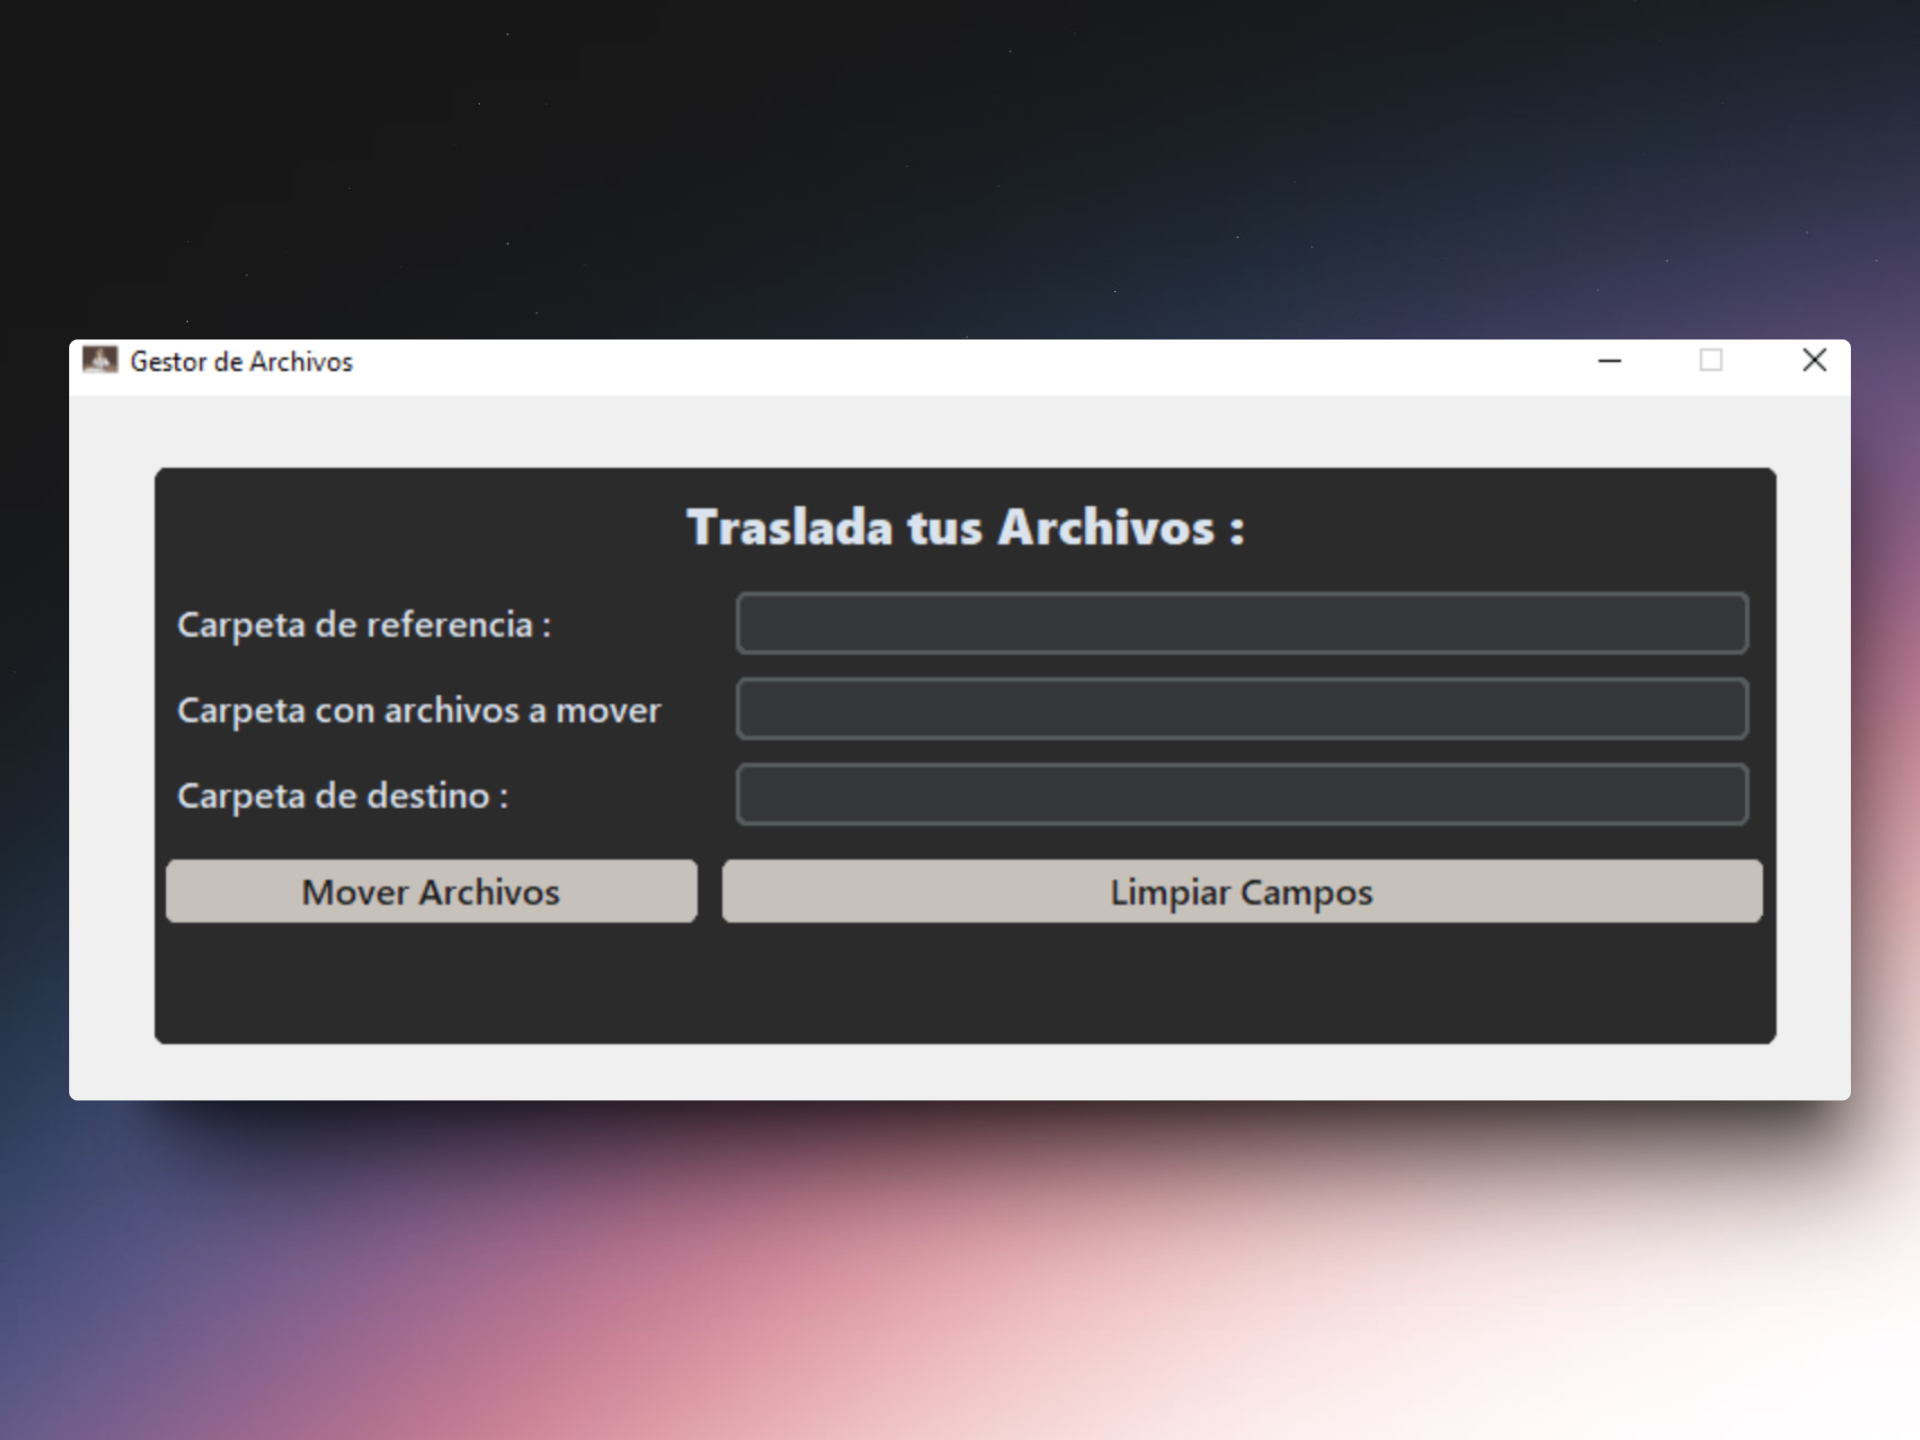 Gestor de Archivos
Traslada tus Archivos :
Carpeta de referencia :
Carpeta con archivos a mover
Carpeta de destino :
Mover Archivos
Limpiar Campos